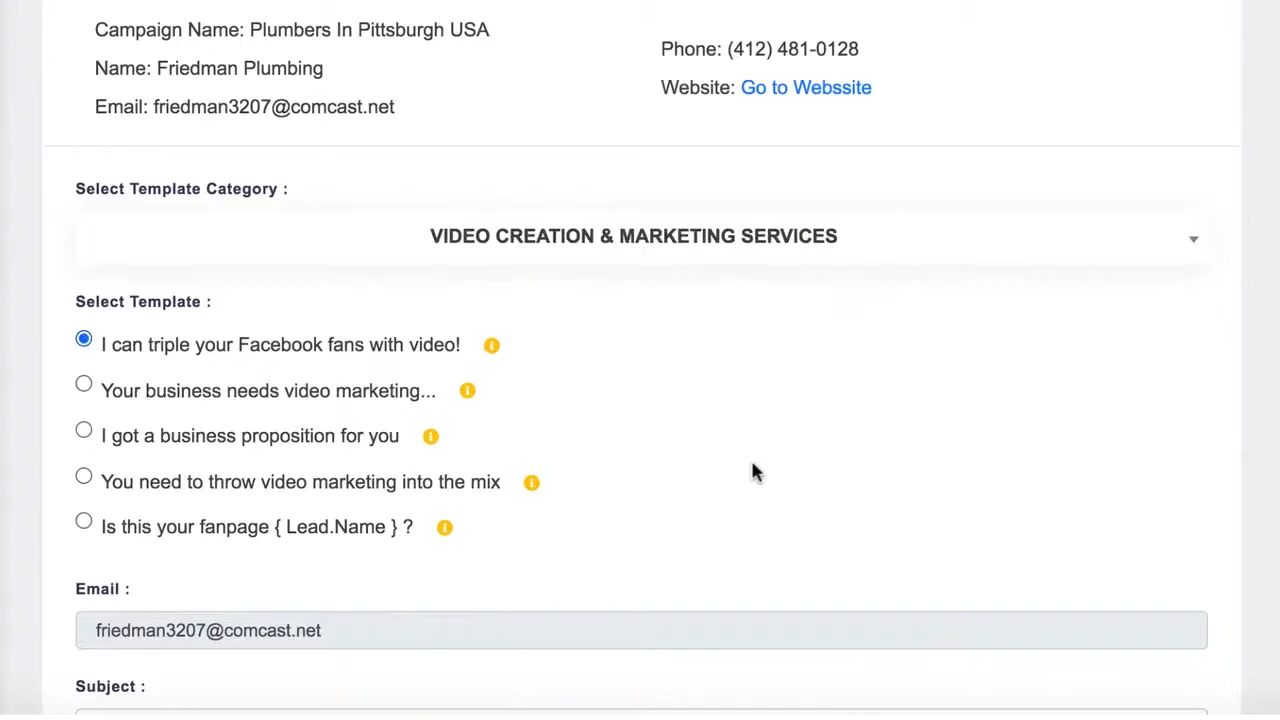 Campaign Name: Plumbers In Pittsburgh USA
Name: Friedman Plumbing
Email: friedman3207@comcast.net
Phone: (412) 481-0128
Website: Go to Webssite
Select Template Category :
VIDEO CREATION & MARKETING SERVICES
Select Template :
I can triple your Facebook fans with video!
Your business needs video marketing...
I got a business proposition for you
You need to throw video marketing into the mix
Is this your fanpage { Lead.Name } ?
Email :
friedman3207@comcast.net
Subject :